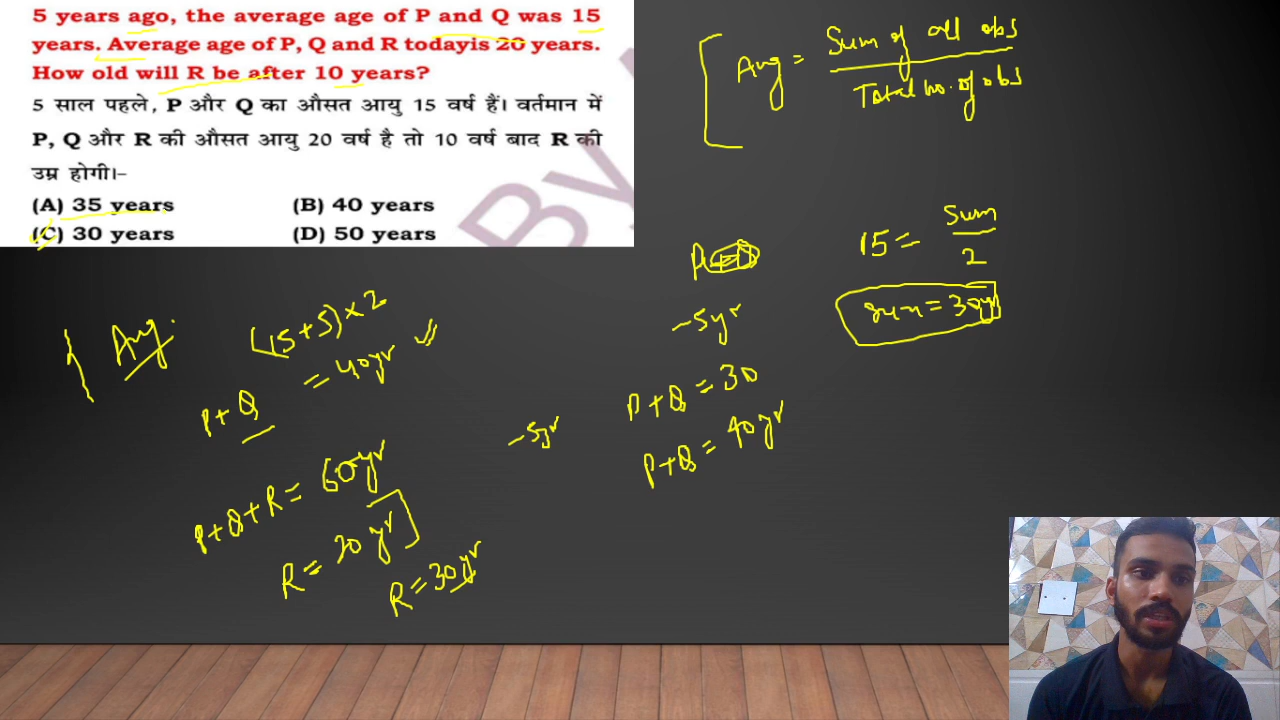 5 years ago, the average age of P and Q was 15
years. Average age of P, Q and R todayis 20 years.
How old will R be after 10 years?
5 साल पहले, P और Q का औसत आयु 15 वर्ष हैं। वर्तमान में
P, Q और R की औसत आयु 20 वर्ष है तो 10 वर्ष बाद R की
उम्र होगी।-
(A) 35 years (B) 40 years
(C) 30 years (D) 50 years
Avg = Sum of all obs
Total no. of obs
15 = Sum
2
sum = 30yr
-5yr
P+Q = 30
P+Q = 40yr
-5yr
Avg.
(15+5)×2
= 40yr
P+Q
P+Q+R = 60yr
R = 20yr
R = 30yr